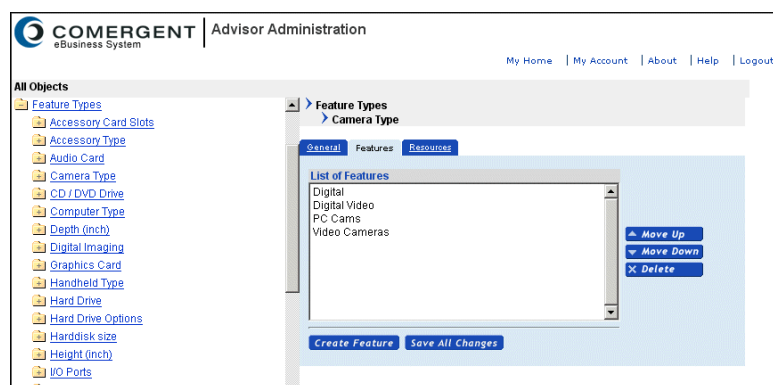 COMERGENT
eBusiness System
Advisor Administration
My Home | My Account | About | Help | Logout
All Objects
Feature Types
Accessory Card Slots
Accessory Type
Audio Card
Camera Type
CD / DVD Drive
Computer Type
Depth (inch)
Digital Imaging
Graphics Card
Handheld Type
Hard Drive
Hard Drive Options
Harddisk size
Height (inch)
I/O Ports
Feature Types
Camera Type
General Features Resources
List of Features
Digital
Digital Video
PC Cams
Video Cameras
Move Up
Move Down
X Delete
Create Feature Save All Changes